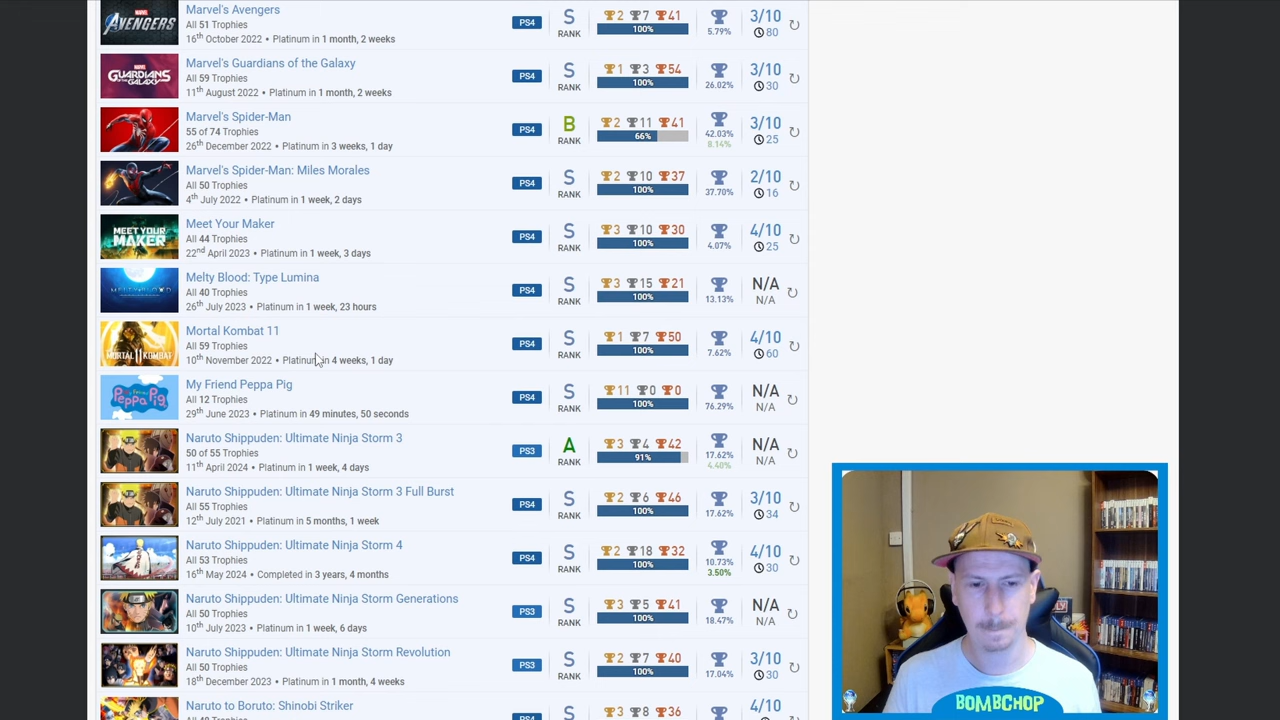 Marvel's Avengers
All 51 Trophies
16th October 2022 • Platinum in 1 month, 2 weeks
AVENGERS
PS4
S
RANK
2 7 41
100%
5.79%
3/10
80
Marvel's Guardians of the Galaxy
All 59 Trophies
11th August 2022 • Platinum in 1 month, 2 weeks
MARVEL
GUARDIANS
OF THE
GALAXY
PS4
S
RANK
1 3 54
100%
26.02%
3/10
30
Marvel's Spider-Man
55 of 74 Trophies
26th December 2022 • Platinum in 3 weeks, 1 day
PS4
B
RANK
2 11 41
66%
42.03%
8.14%
3/10
25
Marvel's Spider-Man: Miles Morales
All 50 Trophies
4th July 2022 • Platinum in 1 week, 2 days
PS4
S
RANK
2 10 37
100%
37.70%
2/10
16
Meet Your Maker
All 44 Trophies
22nd April 2023 • Platinum in 1 week, 3 days
MEET YOUR
MAKER
PS4
S
RANK
3 10 30
100%
4.07%
4/10
25
Melty Blood: Type Lumina
All 40 Trophies
26th July 2023 • Platinum in 1 week, 23 hours
MELTY BLOOD
PS4
S
RANK
3 15 21
100%
13.13%
N/A
N/A
Mortal Kombat 11
All 59 Trophies
10th November 2022 • Platinum in 4 weeks, 1 day
MORTAL KOMBAT
11
PS4
S
RANK
1 7 50
100%
7.62%
4/10
60
My Friend Peppa Pig
All 12 Trophies
29th June 2023 • Platinum in 49 minutes, 50 seconds
Peppa Pig
PS4
S
RANK
11 0 0
100%
76.29%
N/A
N/A
Naruto Shippuden: Ultimate Ninja Storm 3
50 of 55 Trophies
11th April 2024 • Platinum in 1 week, 4 days
PS3
A
RANK
3 4 42
91%
17.62%
4.40%
N/A
N/A
Naruto Shippuden: Ultimate Ninja Storm 3 Full Burst
All 55 Trophies
12th July 2021 • Platinum in 5 months, 1 week
PS4
S
RANK
2 6 46
100%
17.62%
3/10
34
Naruto Shippuden: Ultimate Ninja Storm 4
All 53 Trophies
16th May 2024 • Completed in 3 years, 4 months
PS4
S
RANK
2 18 32
100%
10.73%
3.50%
4/10
30
Naruto Shippuden: Ultimate Ninja Storm Generations
All 50 Trophies
10th July 2023 • Platinum in 1 week, 6 days
PS3
S
RANK
3 5 41
100%
18.47%
N/A
N/A
Naruto Shippuden: Ultimate Ninja Storm Revolution
All 50 Trophies
18th December 2023 • Platinum in 1 month, 4 weeks
PS3
S
RANK
2 7 40
100%
17.04%
3/10
30
Naruto to Boruto: Shinobi Striker
PS4
S
3 8 36
4/10
BOMBCHOP